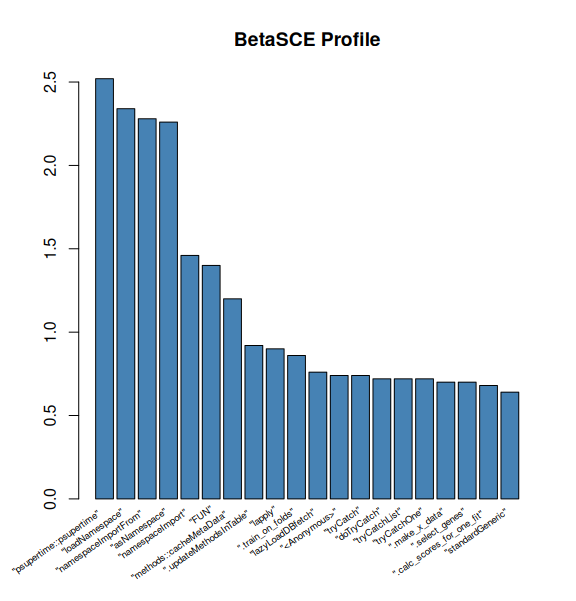 BetaSCE Profile
2.5
2.0
1.5
1.0
0.5
0.0
"psupertime::psupertime"
"loadNamespace"
"namespaceImportFrom"
"asNamespace"
"namespaceImport"
"FUN"
"methods::cacheMetaData"
".updateMethodsInTable"
"lapply"
".train_on_folds"
"lazyLoadDBfetch"
"<Anonymous>"
"tryCatch"
"doTryCatch"
"tryCatchList"
"tryCatchOne"
".make_x_data"
".select_genes"
".calc_scores_for_one_fit"
"standardGeneric"